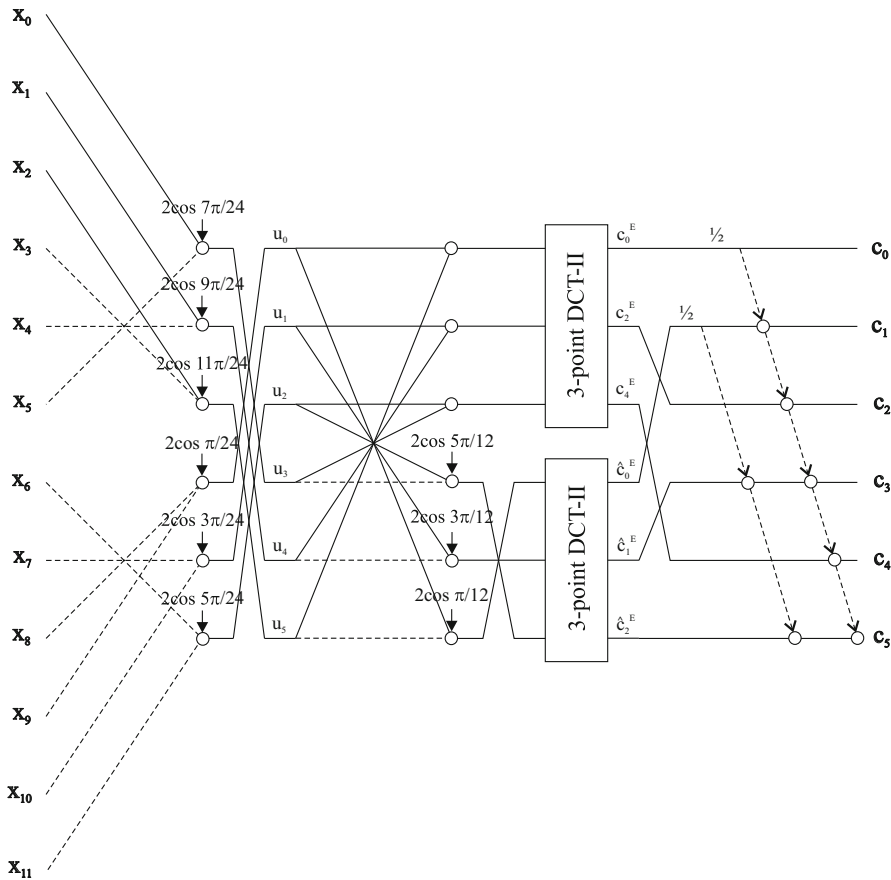 x₀
x₁
x₂
x₃
x₄
x₅
x₆
x₇
x₈
x₉
x₁₀
x₁₁
2cos 7π/24
2cos 9π/24
2cos 11π/24
2cos π/24
2cos 3π/24
2cos 5π/24
u₀
u₁
u₂
u₃
u₄
u₅
2cos 5π/12
2cos 3π/12
2cos π/12
3-point DCT-II
3-point DCT-II
c₀ᴱ
c₂ᴱ
c₄ᴱ
ĉ₀ᴱ
ĉ₁ᴱ
ĉ₂ᴱ
½
½
c₀
c₁
c₂
c₃
c₄
c₅